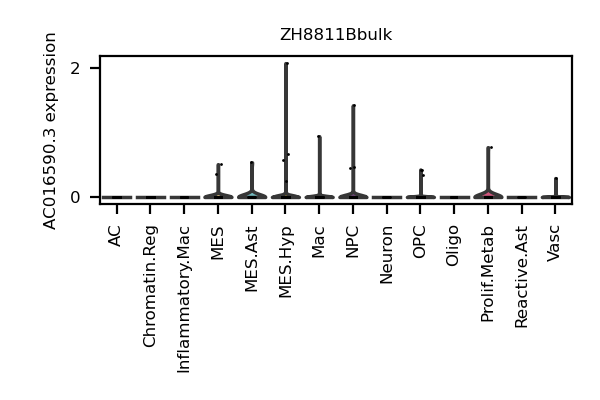 ZH8811Bbulk
AC016590.3 expression
2
0
AC
Chromatin.Reg
Inflammatory.Mac
MES
MES.Ast
MES.Hyp
Mac
NPC
Neuron
OPC
Oligo
Prolif.Metab
Reactive.Ast
Vasc